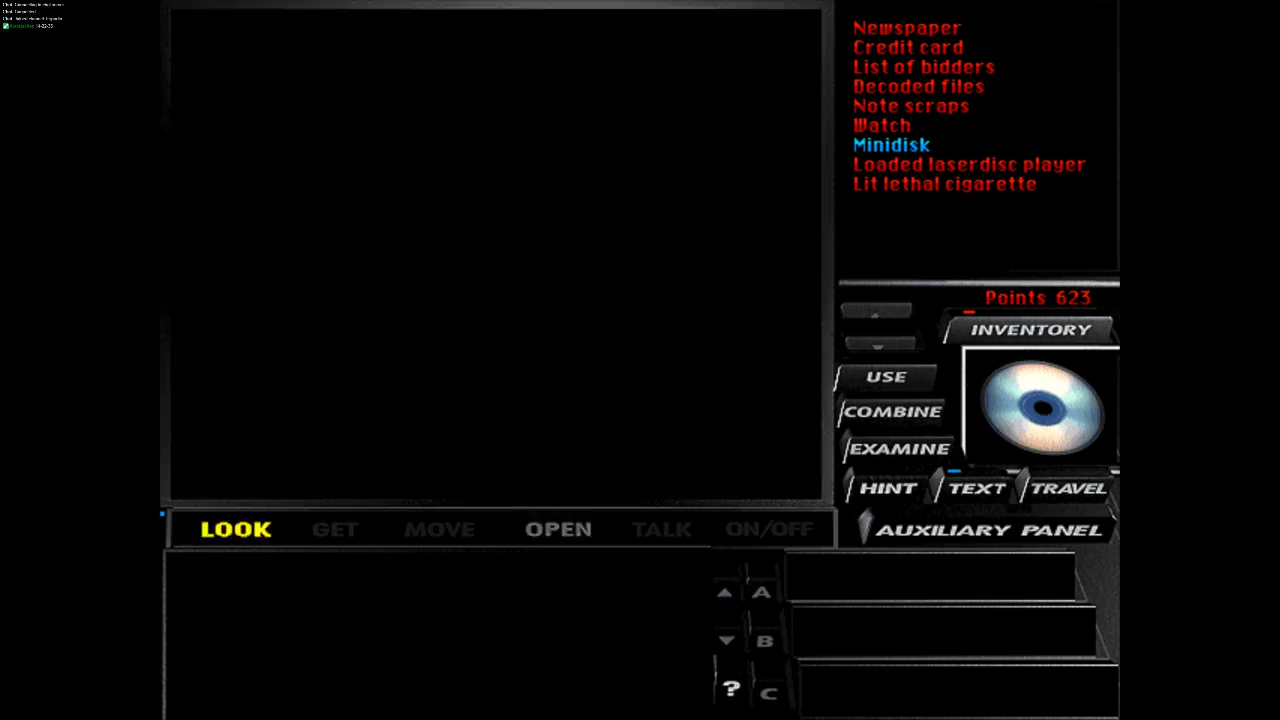 Newspaper
Credit card
List of bidders
Decoded files
Note scraps
Watch
Minidisk
Loaded laserdisc player
Lit lethal cigarette
Points 623
INVENTORY
USE
COMBINE
EXAMINE
HINT TEXT TRAVEL
LOOK GET MOVE OPEN TALK ON/OFF
AUXILIARY PANEL
A
B
? C